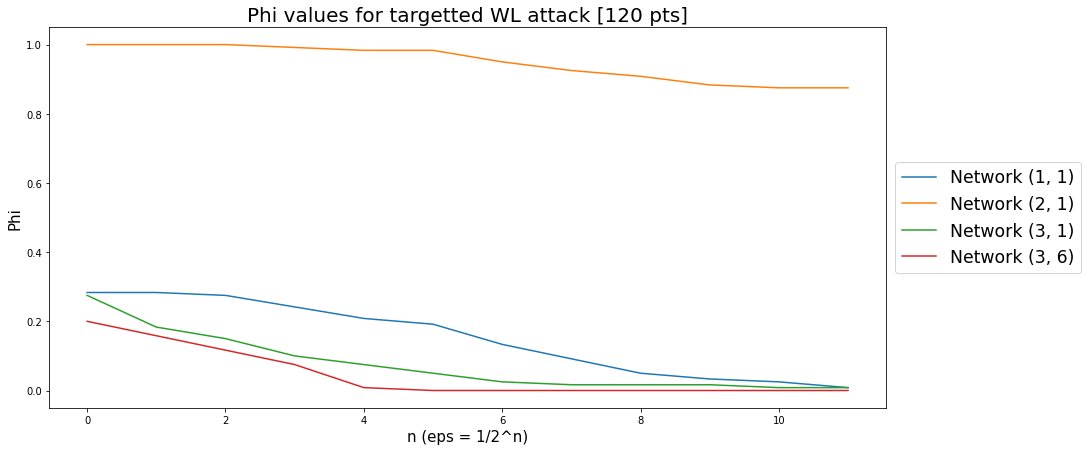 Phi values for targetted WL attack [120 pts]
1.0
0.8
0.6
0.4
0.2
0.0
Phi
0 2 4 6 8 10
n (eps = 1/2^n)
Network (1, 1)
Network (2, 1)
Network (3, 1)
Network (3, 6)